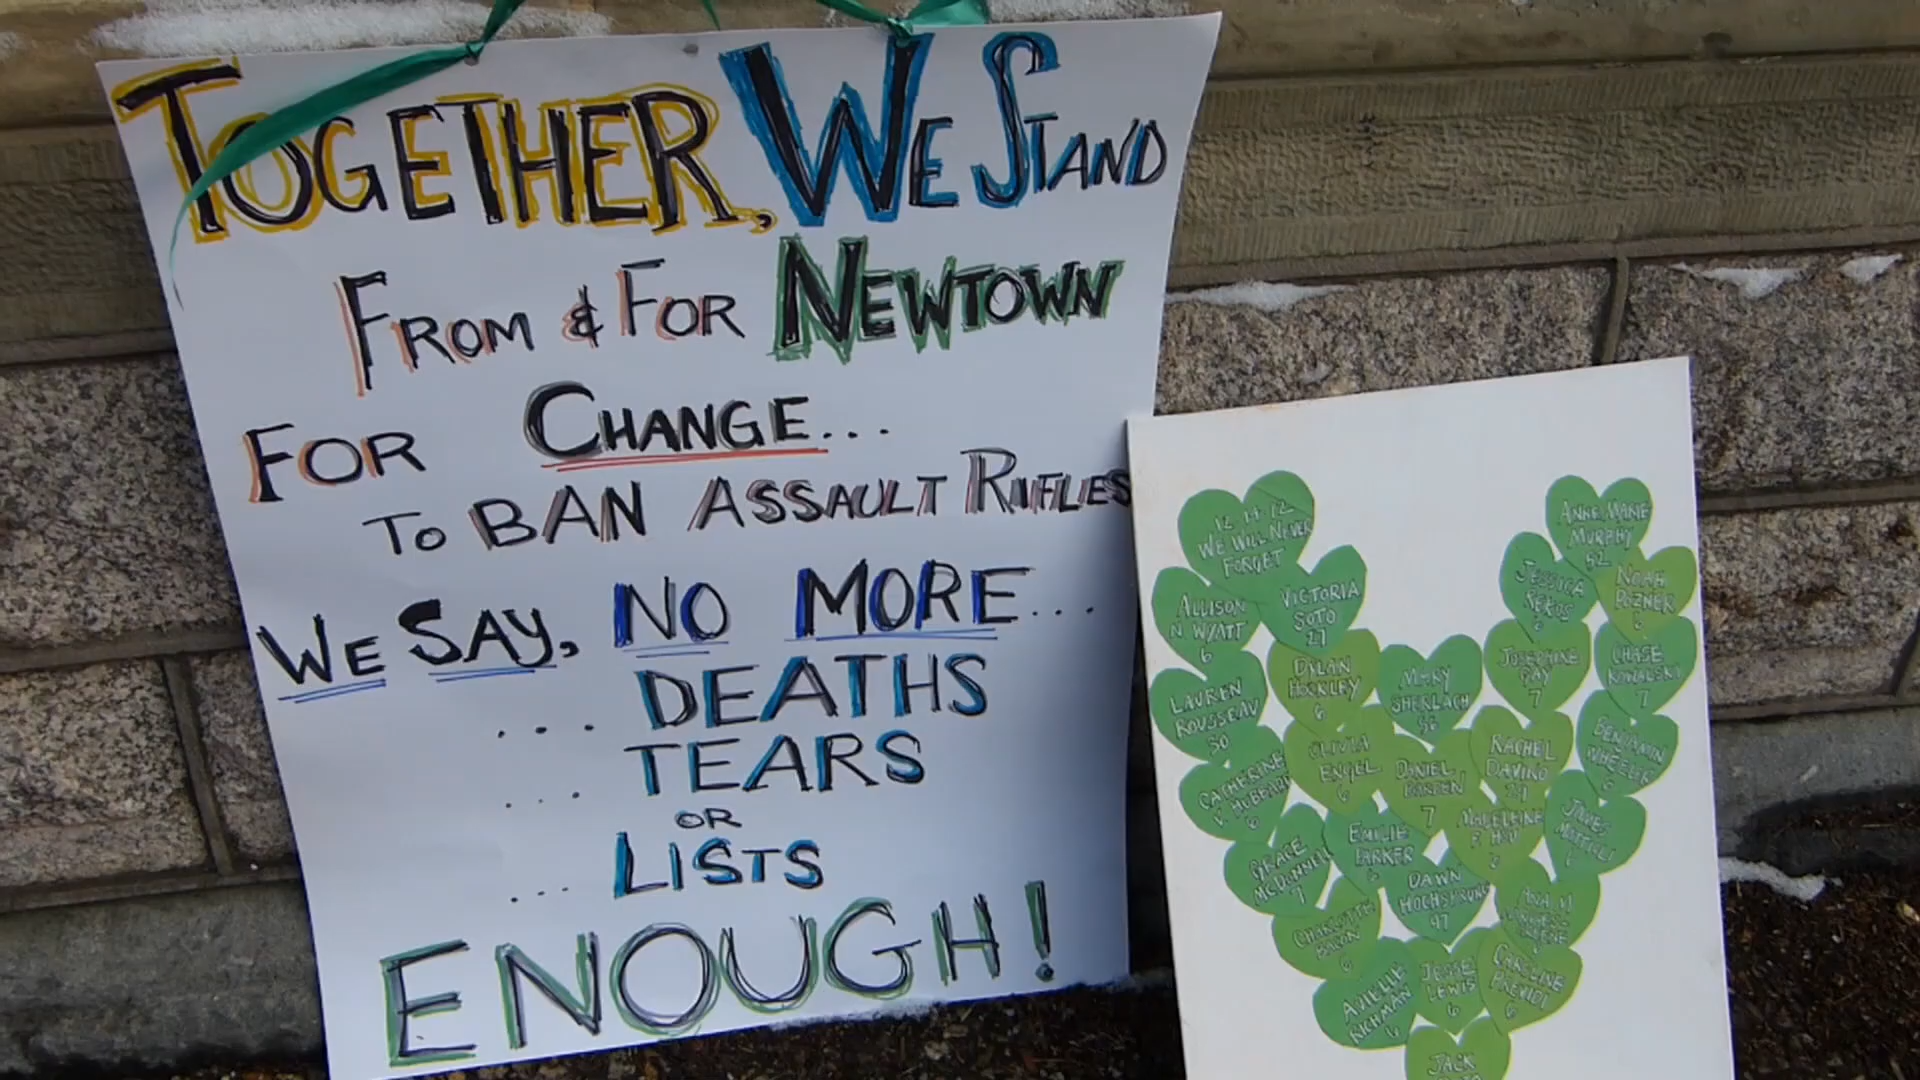 TOGETHER, WE STAND
FROM & FOR NEWTOWN
FOR CHANGE...
TO BAN ASSAULT RIFLES
WE SAY, NO MORE...
... DEATHS
... TEARS
OR
... LISTS
ENOUGH!
12.14.12
WE WILL NEVER
FORGET
ALLISON
N. WYATT
6
VICTORIA
SOTO
27
LAUREN
ROUSSEAU
30
DYLAN
HOCKLEY
6
MARY
SHERLACH
56
CATHERINE
V. HUBBARD
6
OLIVIA
ENGEL
6
DANIEL
BARDEN
7
GRACE
MCDONNELL
7
EMILIE
PARKER
6
DAWN
HOCHSPRUNG
47
CHARLOTTE
BACON
6
AVIELLE
RICHMAN
6
JESSE
LEWIS
6
JACK
ANNE MARIE
MURPHY
52
JESSICA
REKOS
6
NOAH
POZNER
6
JOSEPHINE
GAY
7
CHASE
KOWALSKI
7
RACHEL
DAVINO
29
BENJAMIN
WHEELER
6
MADELEINE
F. HSU
6
JAMES
MATTIOLI
6
ANA M
GREENE
6
CAROLINE
PREVIDI
6